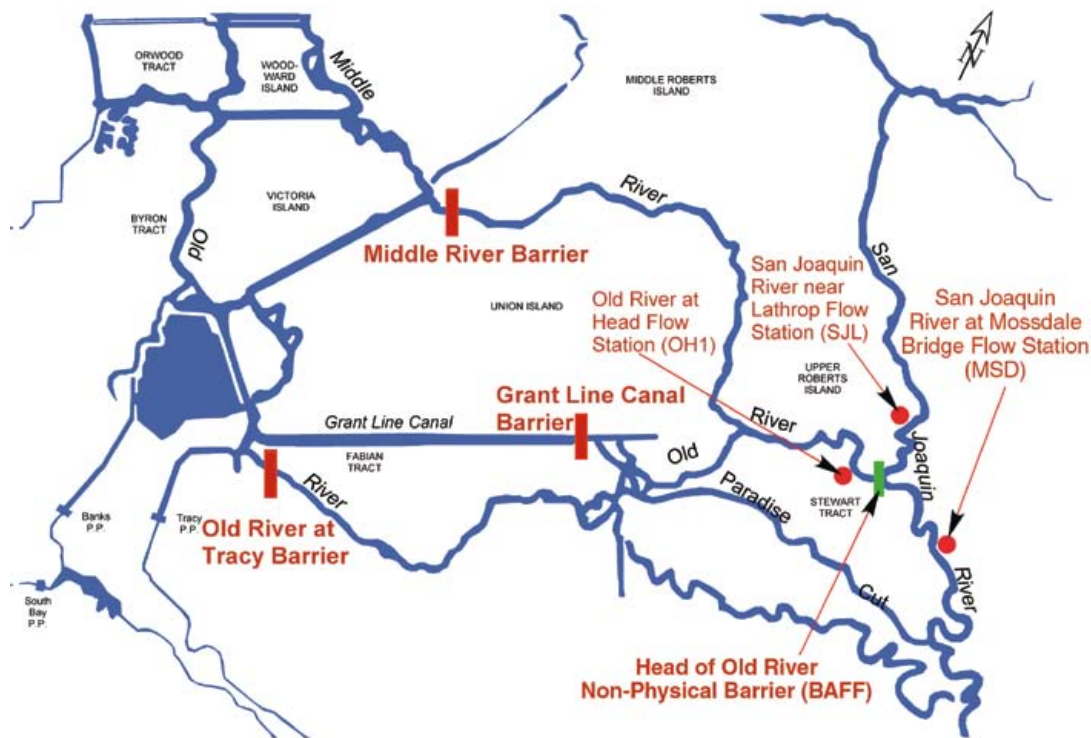 ORWOOD
TRACT
WOOD-
WARD
ISLAND
Middle
MIDDLE ROBERTS
ISLAND
N
BYRON
TRACT
Old
VICTORIA
ISLAND
River
San
Middle River Barrier
UNION ISLAND
Old River at
Head Flow
Station (OH1)
San Joaquin
River near
Lathrop Flow
Station (SJL)
San Joaquin
River at Mossdale
Bridge Flow Station
(MSD)
UPPER
ROBERTS
ISLAND
Grant Line Canal
Barrier
Grant Line Canal
FABIAN
TRACT
River
Old
River
Joaquin
STEWART
TRACT
Paradise
Cut
River
Banks
P.P.
Tracy
P.P.
Old River at
Tracy Barrier
South
Bay
P.P.
Head of Old River
Non-Physical Barrier (BAFF)